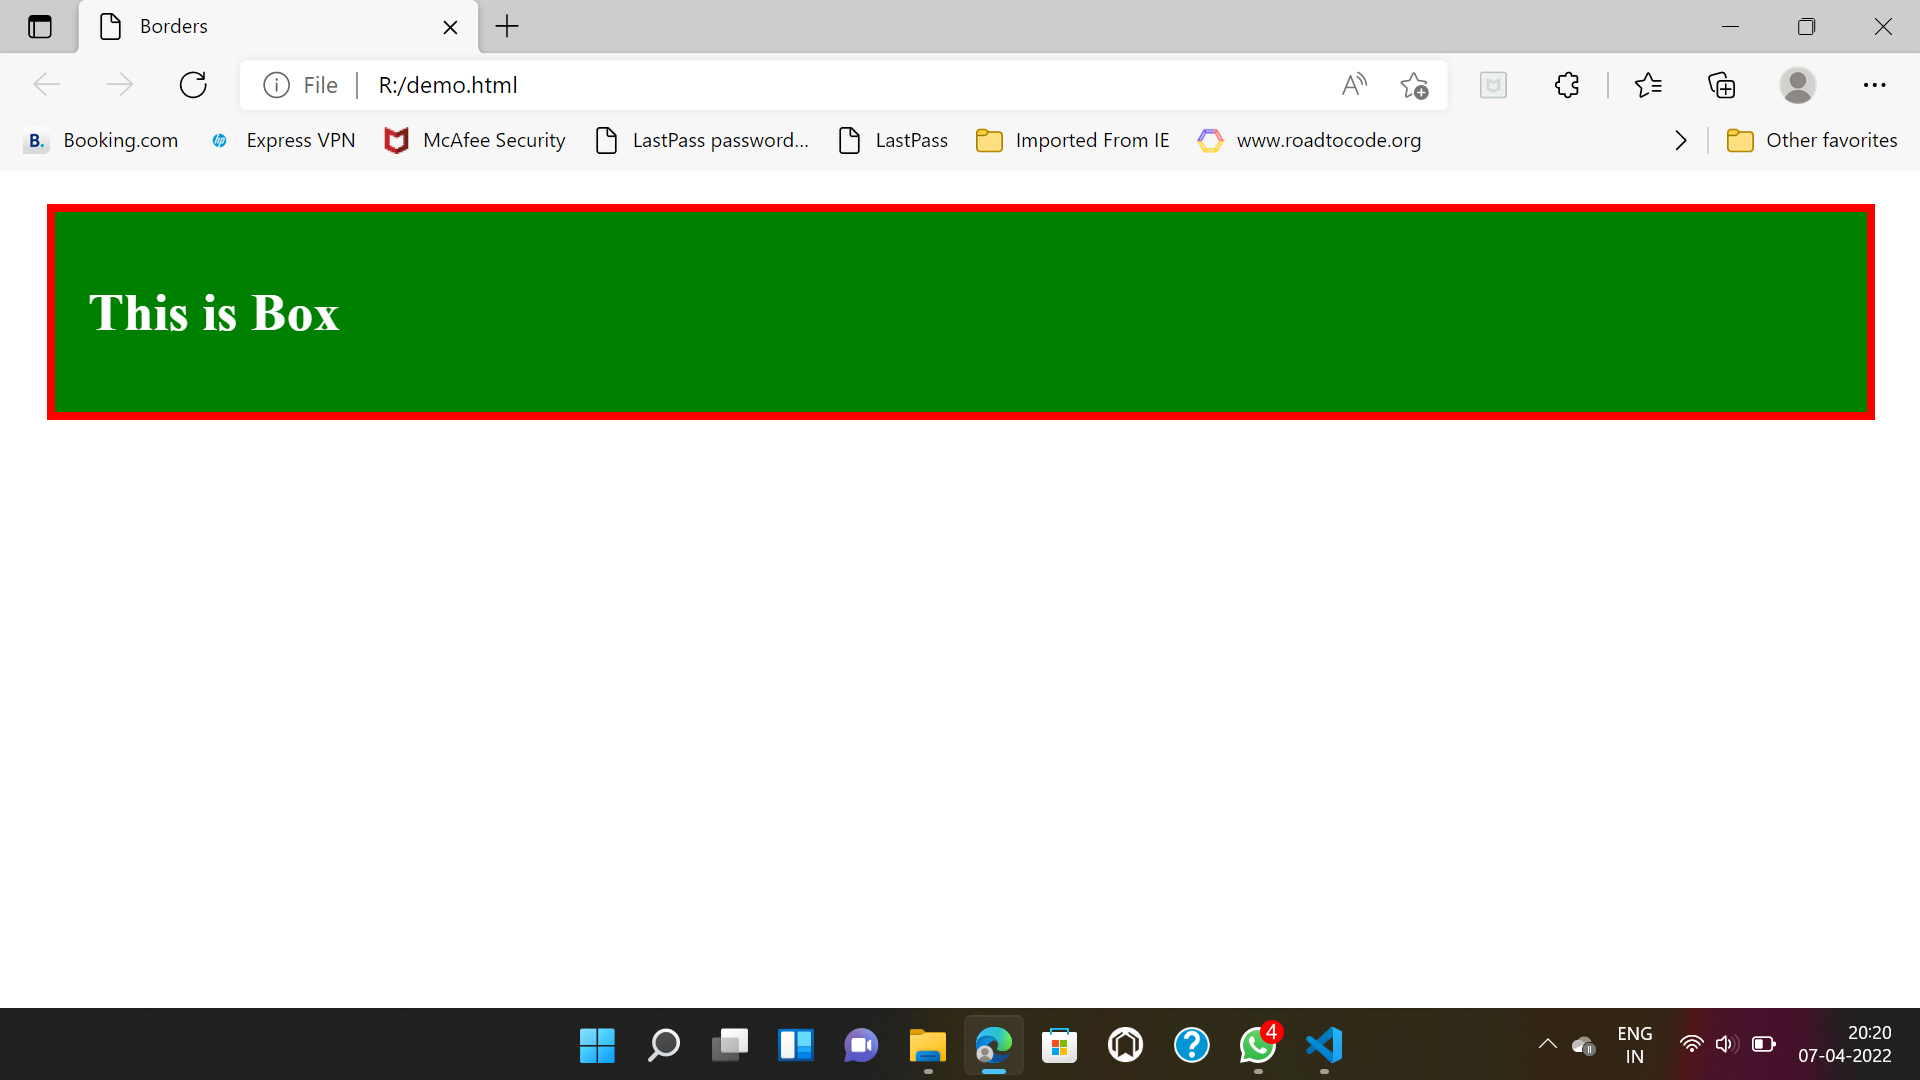 Borders
File
R:/demo.html
B. Booking.com
hp Express VPN
McAfee Security
LastPass password...
LastPass
Imported From IE
www.roadtocode.org
Other favorites
This is Box
4
ENG
IN
20:20
07-04-2022